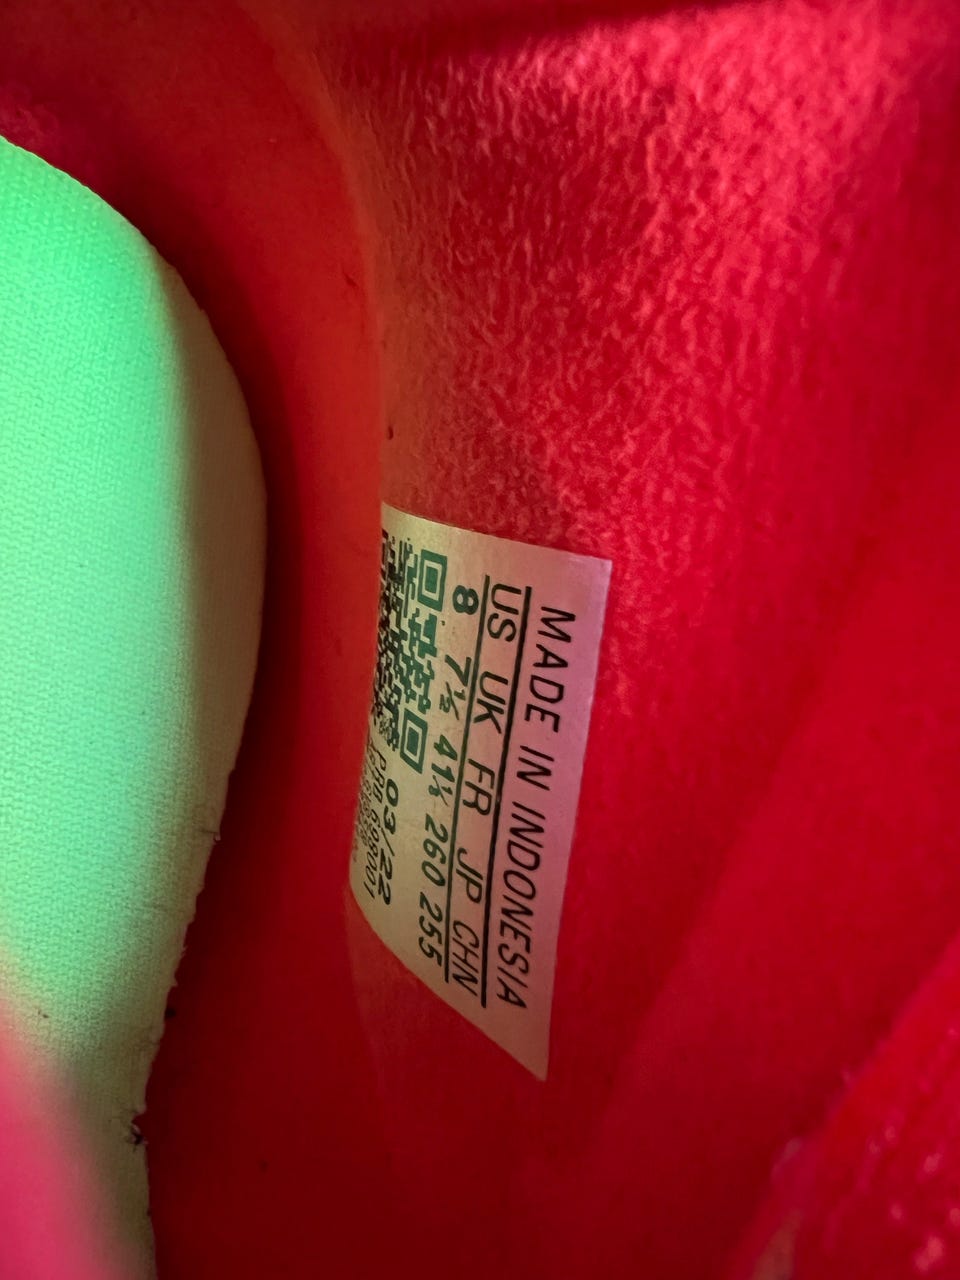 MADE IN INDONESIA
US UK FR JP CHN
8 7½ 41⅓ 260 255
03/22